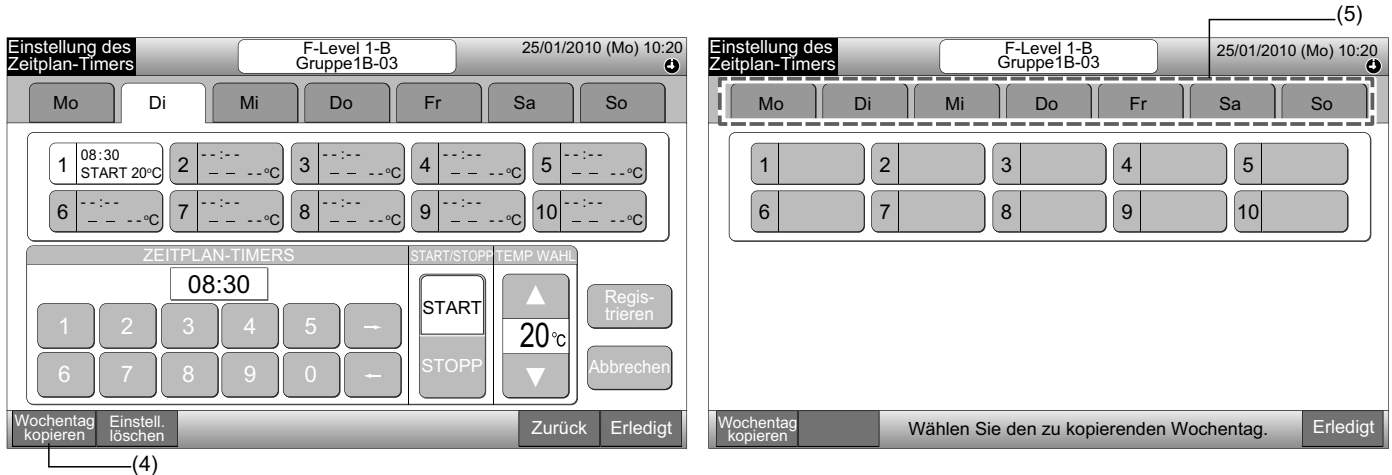 (5)
Einstellung des
Zeitplan-Timers
F-Level 1-B
Gruppe1B-03
25/01/2010 (Mo) 10:20
Mo Di Mi Do Fr Sa So
1 08:30
START 20°C
2 --:--
– – --°C
3 --:--
– – --°C
4 --:--
– – --°C
5 --:--
– – --°C
6 --:--
– – --°C
7 --:--
– – --°C
8 --:--
– – --°C
9 --:--
– – --°C
10 --:--
– – --°C
ZEITPLAN-TIMERS START/STOPP TEMP WAHL
08:30
1 2 3 4 5 →
6 7 8 9 0 ←
START
STOPP
▲
20°C
▼
Regis-
trieren
Abbrechen
Wochentag
kopieren
Einstell.
löschen
Zurück Erledigt
(4)
Einstellung des
Zeitplan-Timers
F-Level 1-B
Gruppe1B-03
25/01/2010 (Mo) 10:20
Mo Di Mi Do Fr Sa So
1 2 3 4 5
6 7 8 9 10
Wochentag
kopieren
Wählen Sie den zu kopierenden Wochentag.
Erledigt